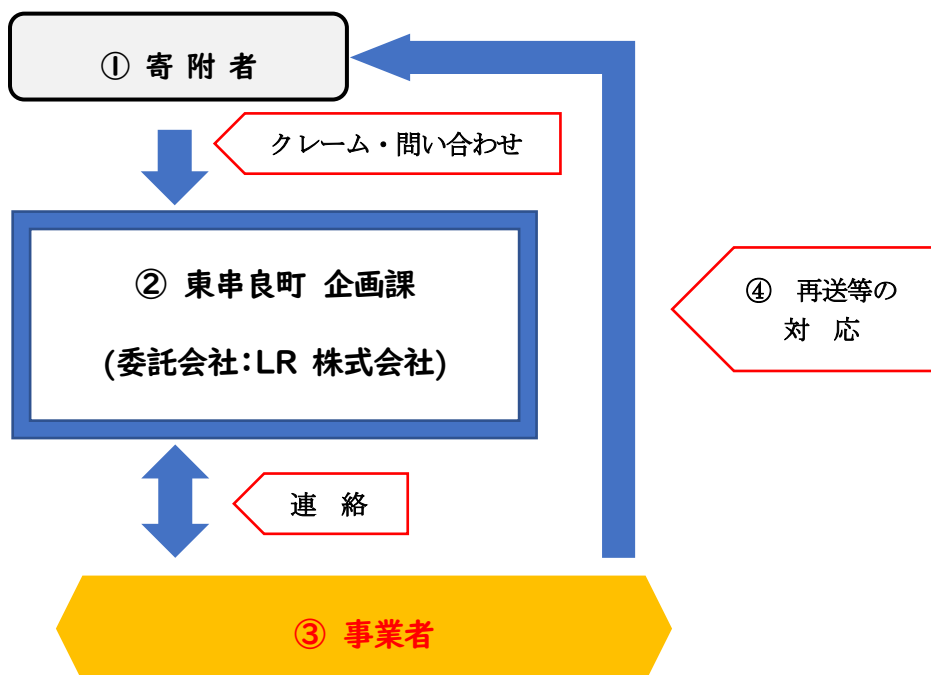 ① 寄 附 者
クレーム・問い合わせ
② 東串良町 企画課
(委託会社:LR 株式会社)
④ 再送等の
対 応
連 絡
③ 事業者